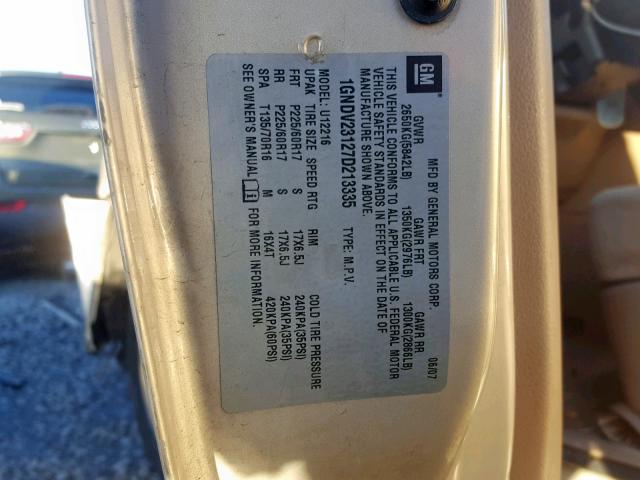 GM
MFD BY GENERAL MOTORS CORP. 06/07
GVWR GAWR FRT GAWR RR
2650KG(5842LB) 1350KG(2976LB) 1300KG(2866LB)
THIS VEHICLE CONFORMS TO ALL APPLICABLE U.S. FEDERAL MOTOR
VEHICLE SAFETY STANDARDS IN EFFECT ON THE DATE OF
MANUFACTURE SHOWN ABOVE.
1GNDV23127D213335 TYPE: M.P.V.
MODEL: U12216
UPAK TIRE SIZE SPEED RTG RIM COLD TIRE PRESSURE
FRT P225/60R17 S 17X6.5J 240KPA(35PSI)
RR P225/60R17 S 17X6.5J 240KPA(35PSI)
SPA T135/70R16 M 16X4T 420KPA(60PSI)
SEE OWNER'S MANUAL FOR MORE INFORMATION.